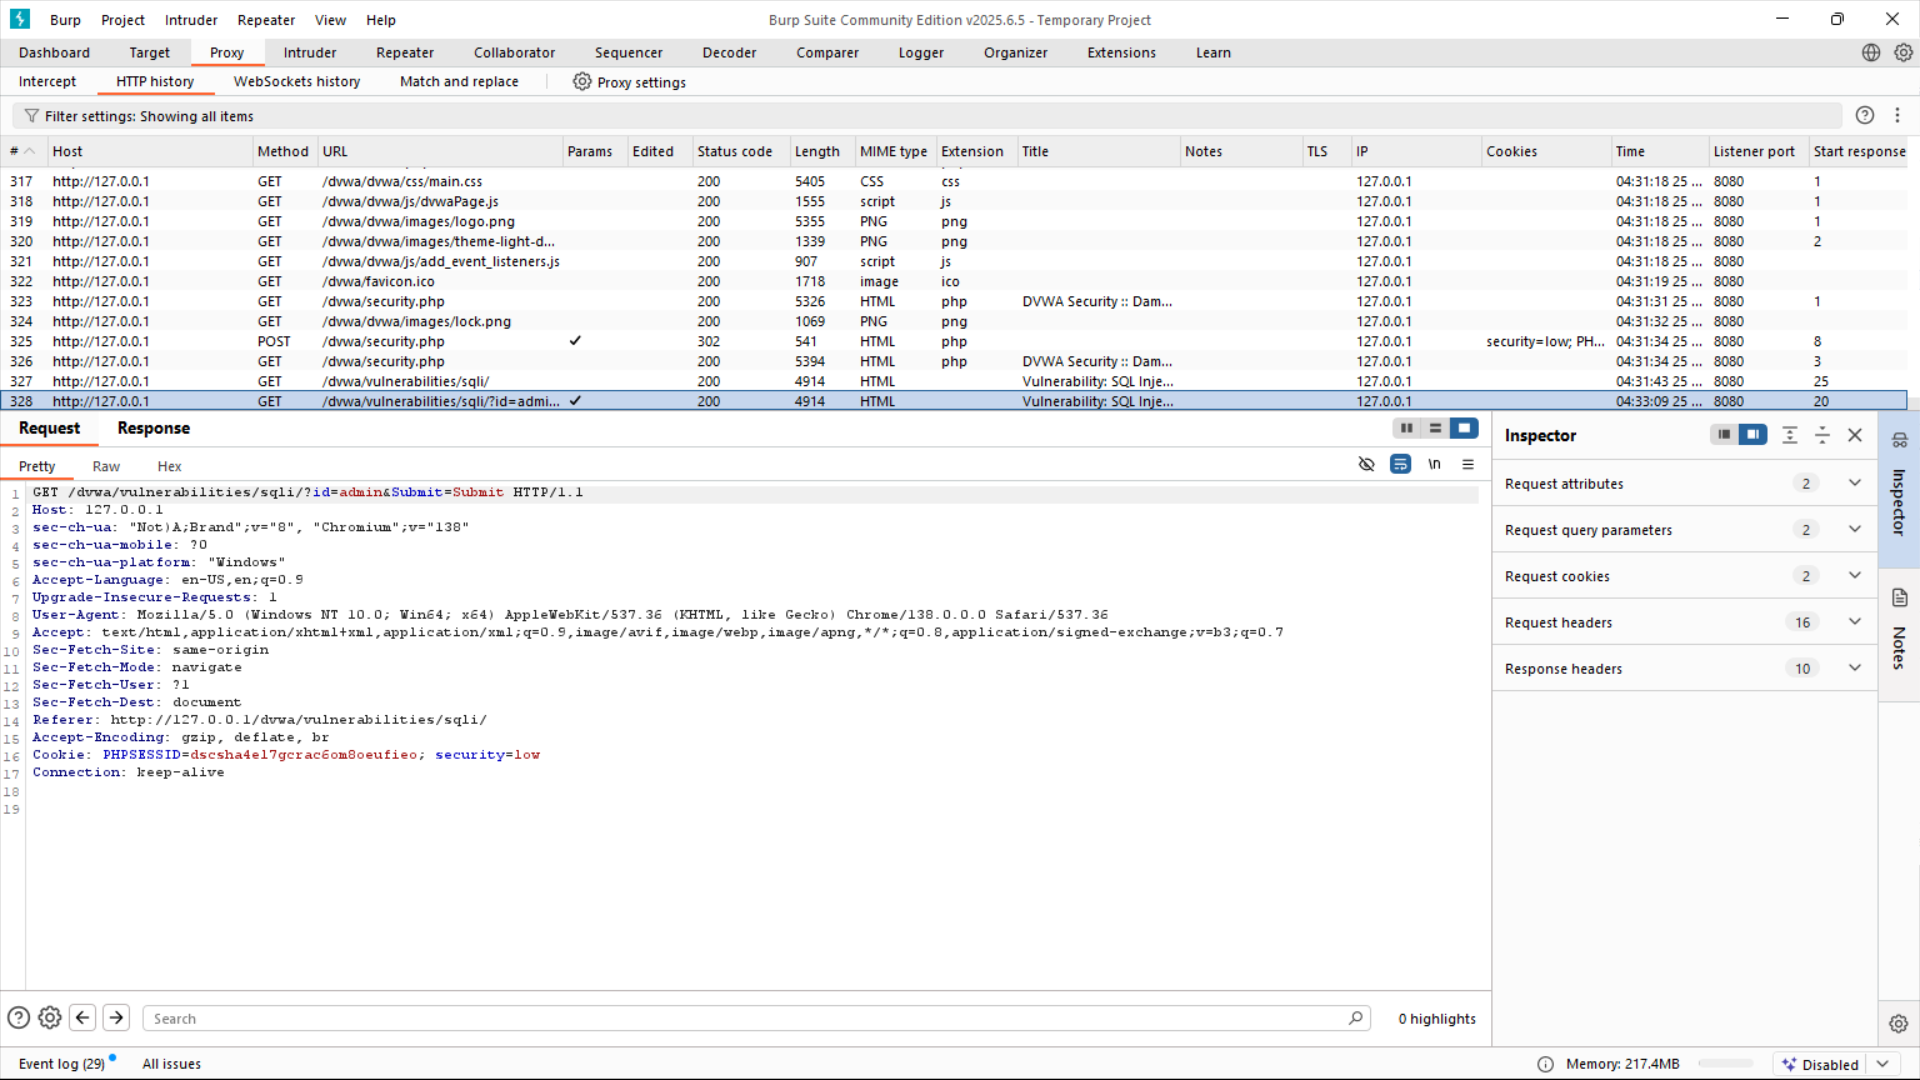 Burp Project Intruder Repeater View Help Burp Suite Community Edition v2025.6.5 - Temporary Project
Dashboard Target Proxy Intruder Repeater Collaborator Sequencer Decoder Comparer Logger Organizer Extensions Learn
Intercept HTTP history WebSockets history Match and replace Proxy settings
Filter settings: Showing all items
# Host Method URL Params Edited Status code Length MIME type Extension Title Notes TLS IP Cookies Time Listener port Start response
317 http://127.0.0.1 GET /dvwa/dvwa/css/main.css 200 5405 CSS css 127.0.0.1 04:31:18 25 ... 8080 1
318 http://127.0.0.1 GET /dvwa/dvwa/js/dvwaPage.js 200 1555 script js 127.0.0.1 04:31:18 25 ... 8080 1
319 http://127.0.0.1 GET /dvwa/dvwa/images/logo.png 200 5355 PNG png 127.0.0.1 04:31:18 25 ... 8080 1
320 http://127.0.0.1 GET /dvwa/dvwa/images/theme-light-d... 200 1339 PNG png 127.0.0.1 04:31:18 25 ... 8080 2
321 http://127.0.0.1 GET /dvwa/dvwa/js/add_event_listeners.js 200 907 script js 127.0.0.1 04:31:18 25 ... 8080
322 http://127.0.0.1 GET /dvwa/favicon.ico 200 1718 image ico 127.0.0.1 04:31:19 25 ... 8080
323 http://127.0.0.1 GET /dvwa/security.php 200 5326 HTML php DVWA Security :: Dam... 127.0.0.1 04:31:31 25 ... 8080 1
324 http://127.0.0.1 GET /dvwa/dvwa/images/lock.png 200 1069 PNG png 127.0.0.1 04:31:32 25 ... 8080
325 http://127.0.0.1 POST /dvwa/security.php ✓ 302 541 HTML php 127.0.0.1 security=low; PH... 04:31:34 25 ... 8080 8
326 http://127.0.0.1 GET /dvwa/security.php 200 5394 HTML php DVWA Security :: Dam... 127.0.0.1 04:31:34 25 ... 8080 3
327 http://127.0.0.1 GET /dvwa/vulnerabilities/sqli/ 200 4914 HTML Vulnerability: SQL Inje... 127.0.0.1 04:31:43 25 ... 8080 25
328 http://127.0.0.1 GET /dvwa/vulnerabilities/sqli/?id=admi... ✓ 200 4914 HTML Vulnerability: SQL Inje... 127.0.0.1 04:33:09 25 ... 8080 20
Request Response
Pretty Raw Hex \n
1 GET /dvwa/vulnerabilities/sqli/?id=admin&Submit=Submit HTTP/1.1
2 Host: 127.0.0.1
3 sec-ch-ua: "Not)A;Brand";v="8", "Chromium";v="138"
4 sec-ch-ua-mobile: ?0
5 sec-ch-ua-platform: "Windows"
6 Accept-Language: en-US,en;q=0.9
7 Upgrade-Insecure-Requests: 1
8 User-Agent: Mozilla/5.0 (Windows NT 10.0; Win64; x64) AppleWebKit/537.36 (KHTML, like Gecko) Chrome/138.0.0.0 Safari/537.36
9 Accept: text/html,application/xhtml+xml,application/xml;q=0.9,image/avif,image/webp,image/apng,*/*;q=0.8,application/signed-exchange;v=b3;q=0.7
10 Sec-Fetch-Site: same-origin
11 Sec-Fetch-Mode: navigate
12 Sec-Fetch-User: ?1
13 Sec-Fetch-Dest: document
14 Referer: http://127.0.0.1/dvwa/vulnerabilities/sqli/
15 Accept-Encoding: gzip, deflate, br
16 Cookie: PHPSESSID=dscsha4el7gcrac6om8oeufieo; security=low
17 Connection: keep-alive
18
19
Inspector
Request attributes 2
Request query parameters 2
Request cookies 2
Request headers 16
Response headers 10
Inspector
Notes
Search 0 highlights
Event log (29) All issues Memory: 217.4MB Disabled